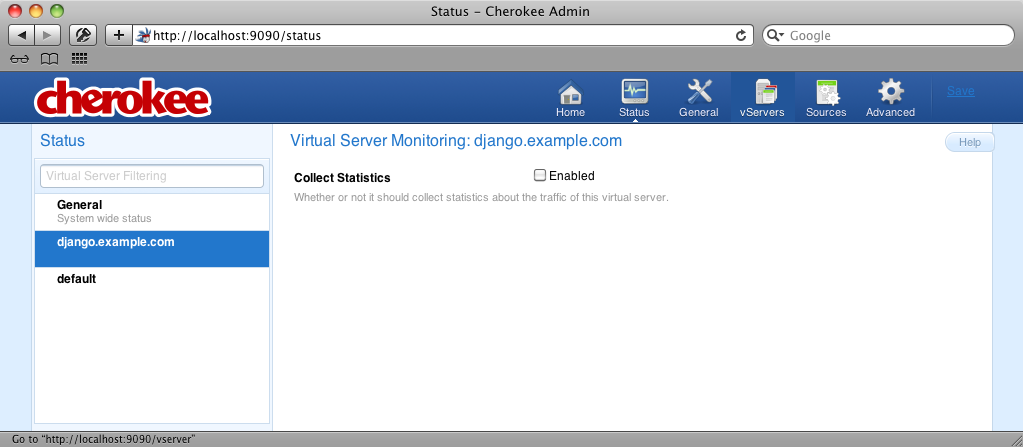 Status – Cherokee Admin
http://localhost:9090/status
Google
cherokee
Home
Status
General
vServers
Sources
Advanced
Save
Status
Virtual Server Filtering
General
System wide status
django.example.com
default
Virtual Server Monitoring: django.example.com
Help
Collect Statistics
Enabled
Whether or not it should collect statistics about the traffic of this virtual server.
Go to “http://localhost:9090/vserver”